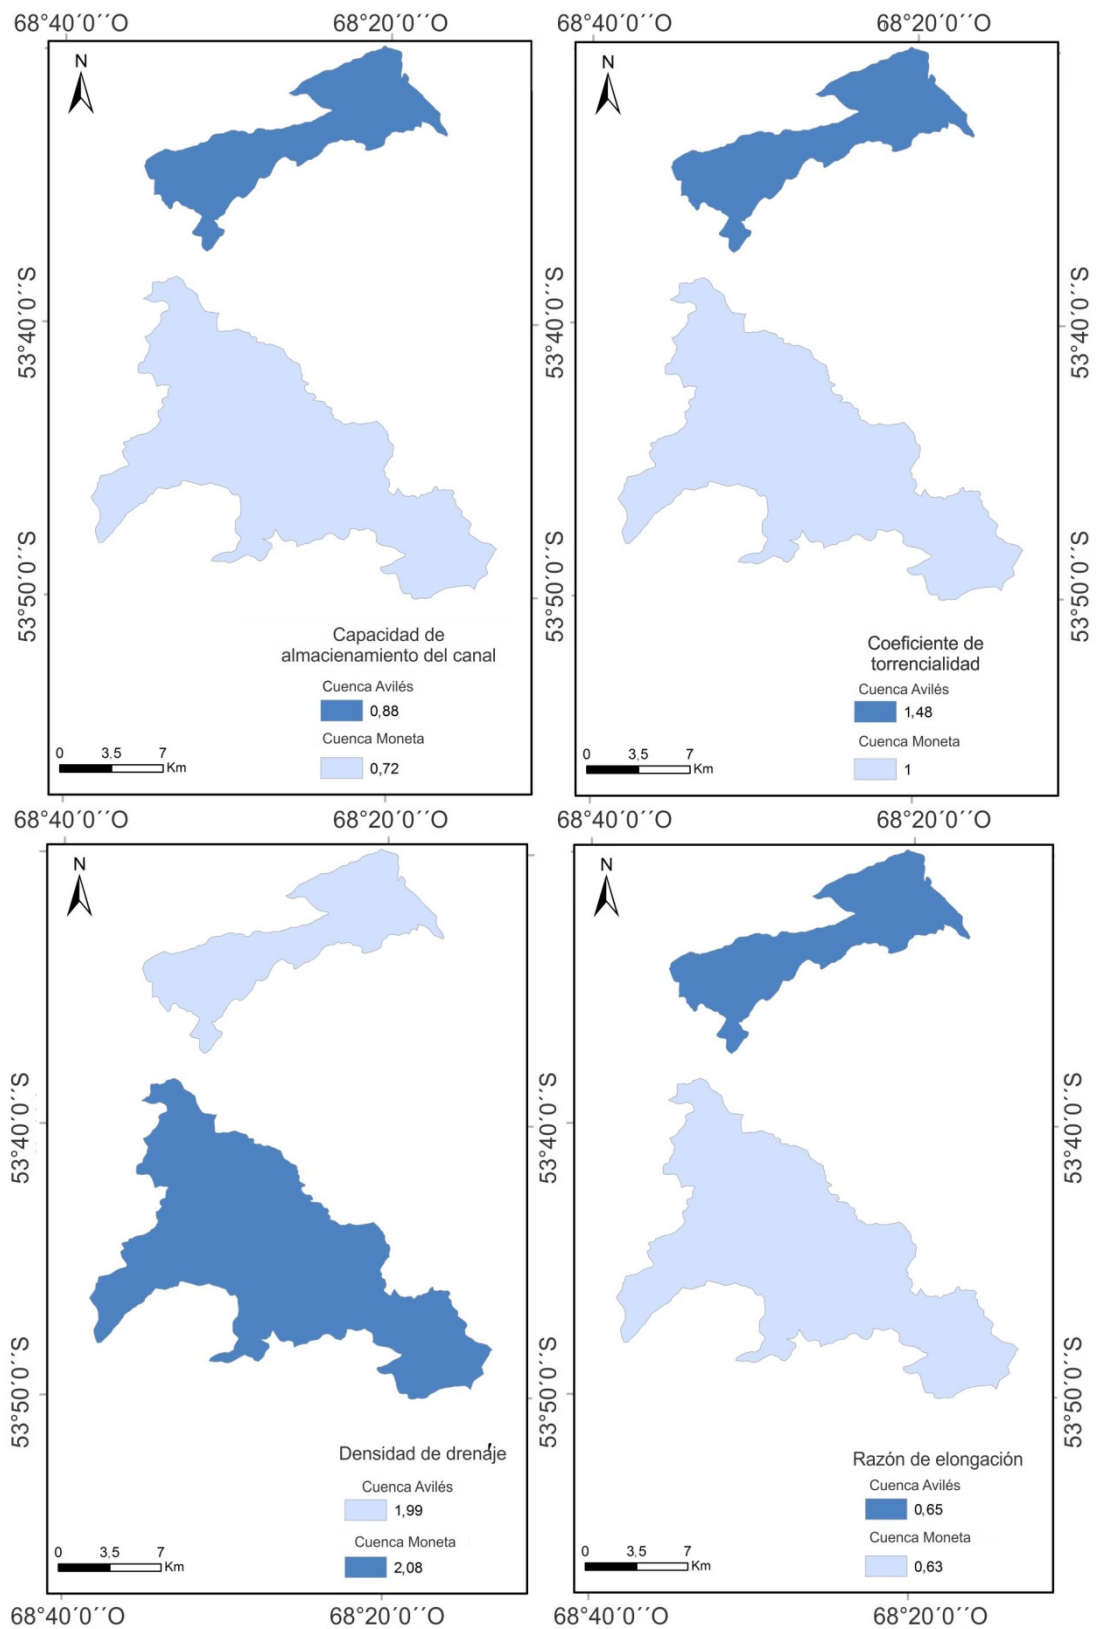 68°40′0′′O
68°20′0′′O
N
53°40′0′′S
53°50′0′′S
Capacidad de
almacienamiento del canal
Cuenca Avilés
0,88
Cuenca Moneta
0,72
0 3,5 7
Km
68°40′0′′O
68°20′0′′O
N
53°40′0′′S
53°50′0′′S
53°40′0′′S
53°50′0′′S
Coeficiente de
torrencialidad
Cuenca Avilés
1,48
Cuenca Moneta
1
0 3,5 7
Km
68°40′0′′O
68°20′0′′O
N
53°40′0′′S
53°50′0′′S
Densidad de drenáje
Cuenca Avilés
1,99
Cuenca Moneta
2,08
0 3,5 7
Km
68°40′0′′O
68°20′0′′O
68°40′0′′O
68°20′0′′O
N
53°40′0′′S
53°50′0′′S
53°40′0′′S
53°50′0′′S
Razón de elongación
Cuenca Avilés
0,65
Cuenca Moneta
0,63
0 3,5 7
Km
68°40′0′′O
68°20′0′′O